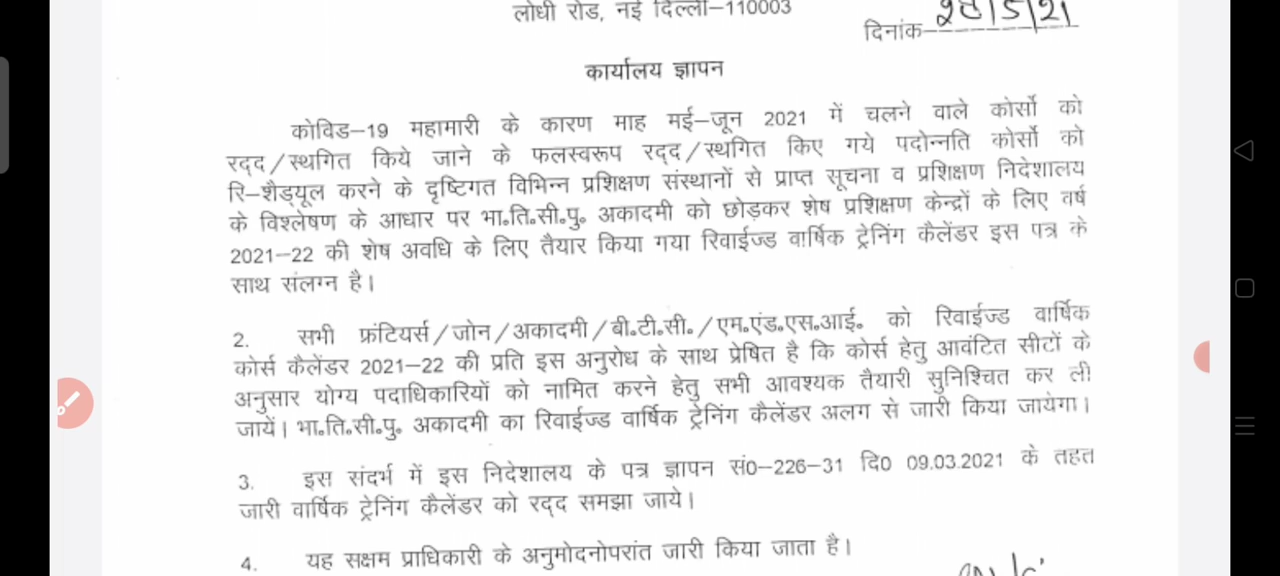 लोधी रोड, नई दिल्ली–110003
दिनांक 28/5/21
कार्यालय ज्ञापन
कोविड–19 महामारी के कारण माह मई–जून 2021 में चलने वाले कोर्सो को
रद्द/स्थगित किये जाने के फलस्वरूप रद्द/स्थगित किए गये पदोन्नति कोर्सो को
रि–शैड्यूल करने के दृष्टिगत विभिन्न प्रशिक्षण संस्थानों से प्राप्त सूचना व प्रशिक्षण निदेशालय
के विश्लेषण के आधार पर भा॰ति॰सी॰पु॰ अकादमी को छोड़कर शेष प्रशिक्षण केन्द्रों के लिए वर्ष
2021–22 की शेष अवधि के लिए तैयार किया गया रिवाईज्ड वार्षिक ट्रेनिंग कैलेंडर इस पत्र के
साथ संलग्न है।
2. सभी फ्रंटियर्स/जोन/अकादमी/बी॰टी॰सी॰/एम॰एंड॰एस॰आई॰ को रिवाईज्ड वार्षिक
कोर्स कैलेंडर 2021–22 की प्रति इस अनुरोध के साथ प्रेषित है कि कोर्स हेतु आवंटित सीटों के
अनुसार योग्य पदाधिकारियों को नामित करने हेतु सभी आवश्यक तैयारी सुनिश्चित कर ली
जायें। भा॰ति॰सी॰पु॰ अकादमी का रिवाईज्ड वार्षिक ट्रेनिंग कैलेंडर अलग से जारी किया जायेगा।
3. इस संदर्भ में इस निदेशालय के पत्र ज्ञापन सं0–226–31 दि0 09.03.2021 के तहत
जारी वार्षिक ट्रेनिंग कैलेंडर को रद्द समझा जाये।
4. यह सक्षम प्राधिकारी के अनुमोदनोपरांत जारी किया जाता है।